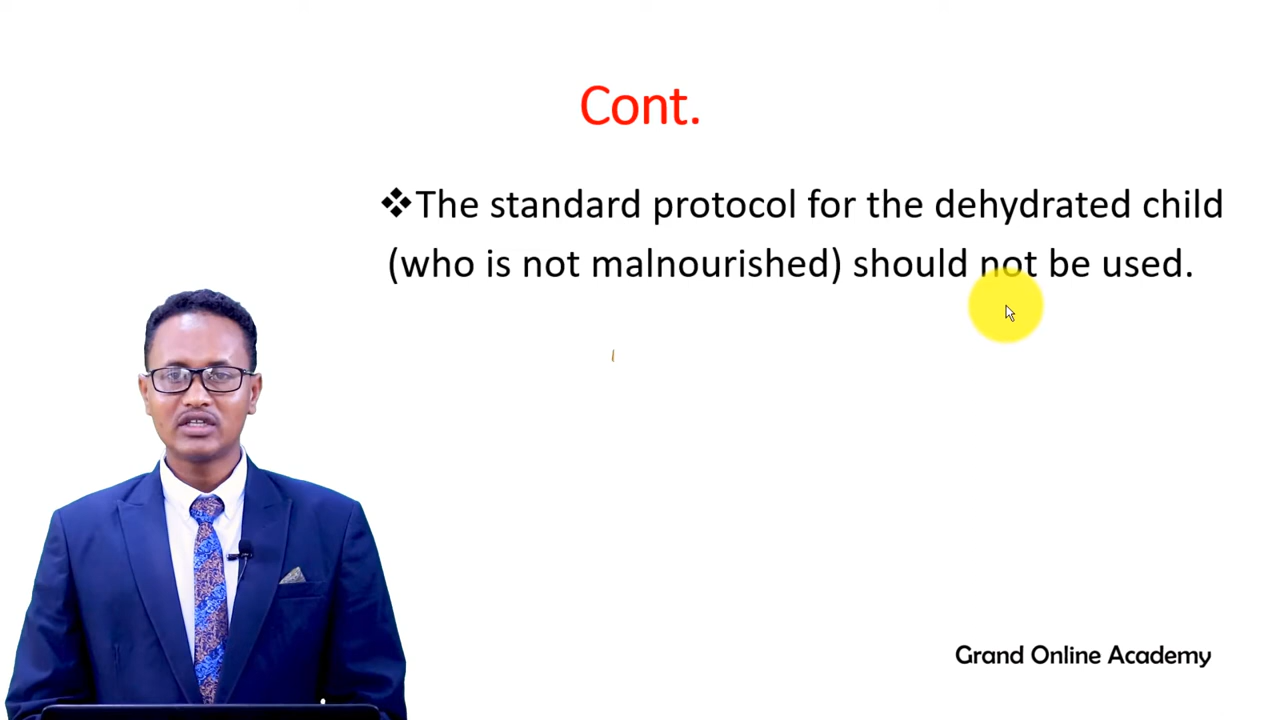 Cont.
❖The standard protocol for the dehydrated child
(who is not malnourished) should not be used.
Grand Online Academy